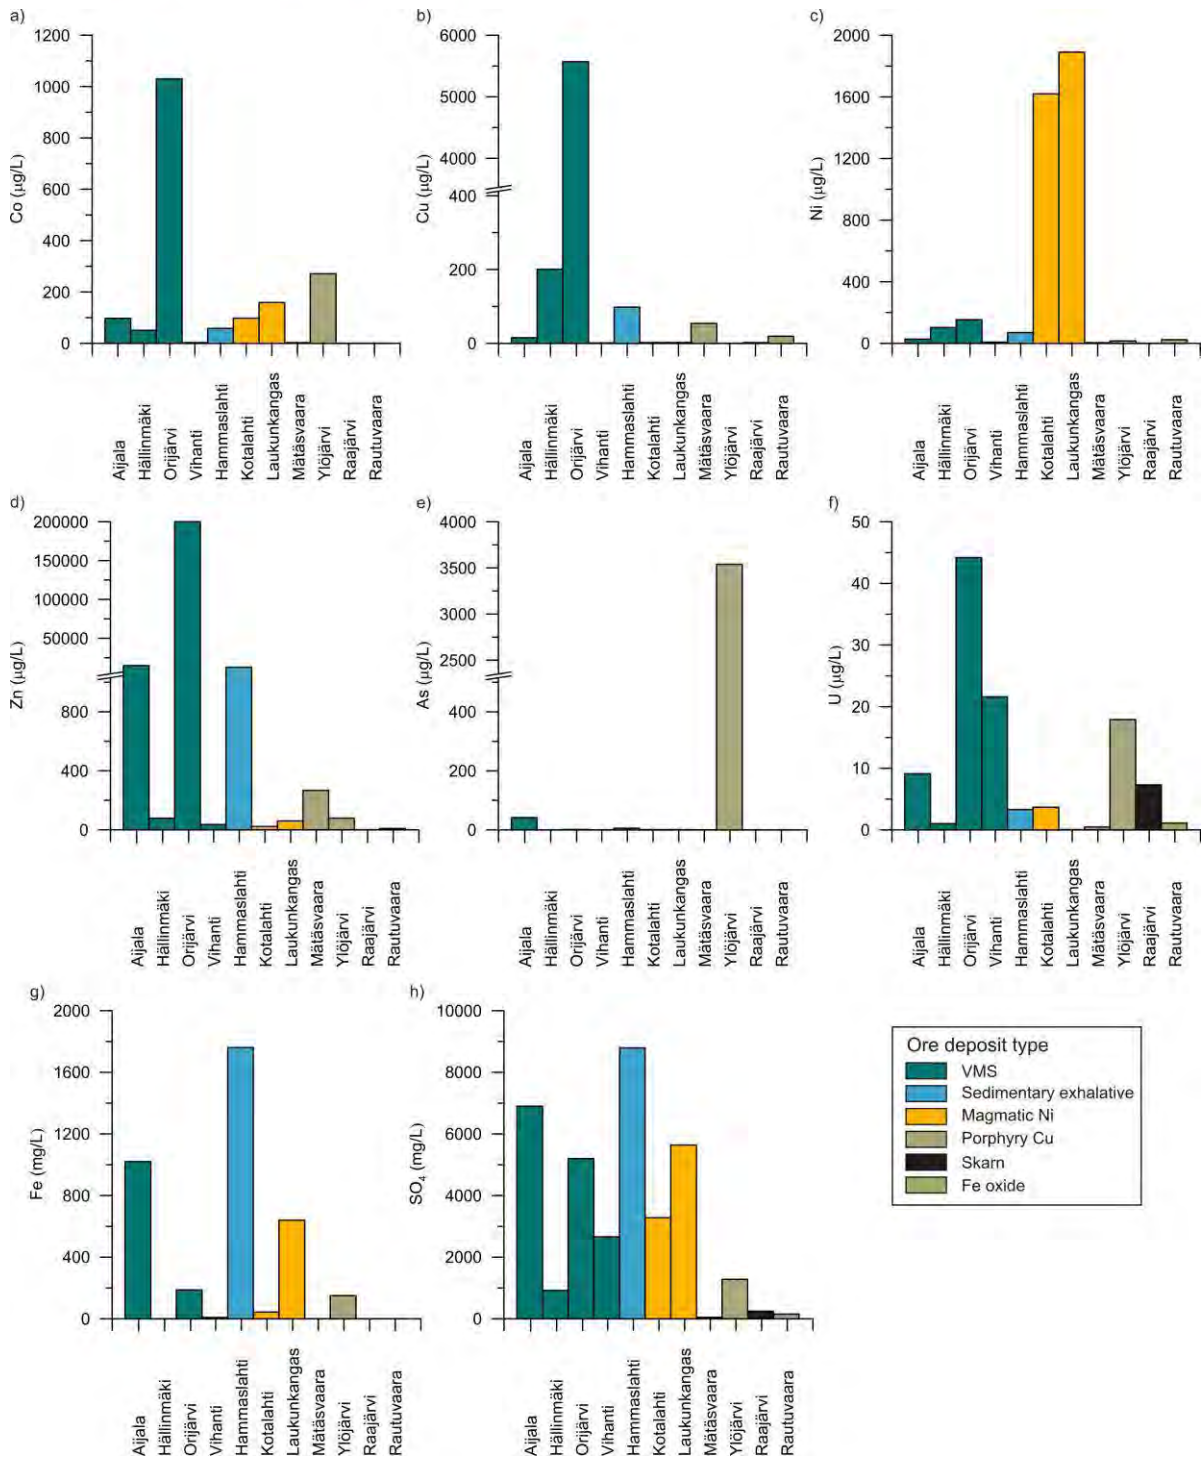 a)
1200
1000
800
600
400
200
0
Co (µg/L)
Aijala
Hällinmäki
Orijärvi
Vihanti
Hammaslahti
Kotalahti
Laukunkangas
Mätäsvaara
Ylöjärvi
Raajärvi
Rautuvaara
b)
6000
5000
4000
400
200
0
Cu (µg/L)
Aijala
Hällinmäki
Orijärvi
Vihanti
Hammaslahti
Kotalahti
Laukunkangas
Mätäsvaara
Ylöjärvi
Raajärvi
Rautuvaara
c)
2000
1600
1200
800
400
0
Ni (µg/L)
Aijala
Hällinmäki
Orijärvi
Vihanti
Hammaslahti
Kotalahti
Laukunkangas
Mätäsvaara
Ylöjärvi
Raajärvi
Rautuvaara
d)
200000
150000
100000
50000
800
400
0
Zn (µg/L)
Aijala
Hällinmäki
Orijärvi
Vihanti
Hammaslahti
Kotalahti
Laukunkangas
Mätäsvaara
Ylöjärvi
Raajärvi
Rautuvaara
e)
4000
3500
3000
2500
400
200
0
As (µg/L)
Aijala
Hällinmäki
Orijärvi
Vihanti
Hammaslahti
Kotalahti
Laukunkangas
Mätäsvaara
Ylöjärvi
Raajärvi
Rautuvaara
f)
50
40
30
20
10
0
U (µg/L)
Aijala
Hällinmäki
Orijärvi
Vihanti
Hammaslahti
Kotalahti
Laukunkangas
Mätäsvaara
Ylöjärvi
Raajärvi
Rautuvaara
g)
2000
1600
1200
800
400
0
Fe (mg/L)
Aijala
Hällinmäki
Orijärvi
Vihanti
Hammaslahti
Kotalahti
Laukunkangas
Mätäsvaara
Ylöjärvi
Raajärvi
Rautuvaara
h)
10000
8000
6000
4000
2000
0
SO₄ (mg/L)
Aijala
Hällinmäki
Orijärvi
Vihanti
Hammaslahti
Kotalahti
Laukunkangas
Mätäsvaara
Ylöjärvi
Raajärvi
Rautuvaara
Ore deposit type
VMS
Sedimentary exhalative
Magmatic Ni
Porphyry Cu
Skarn
Fe oxide